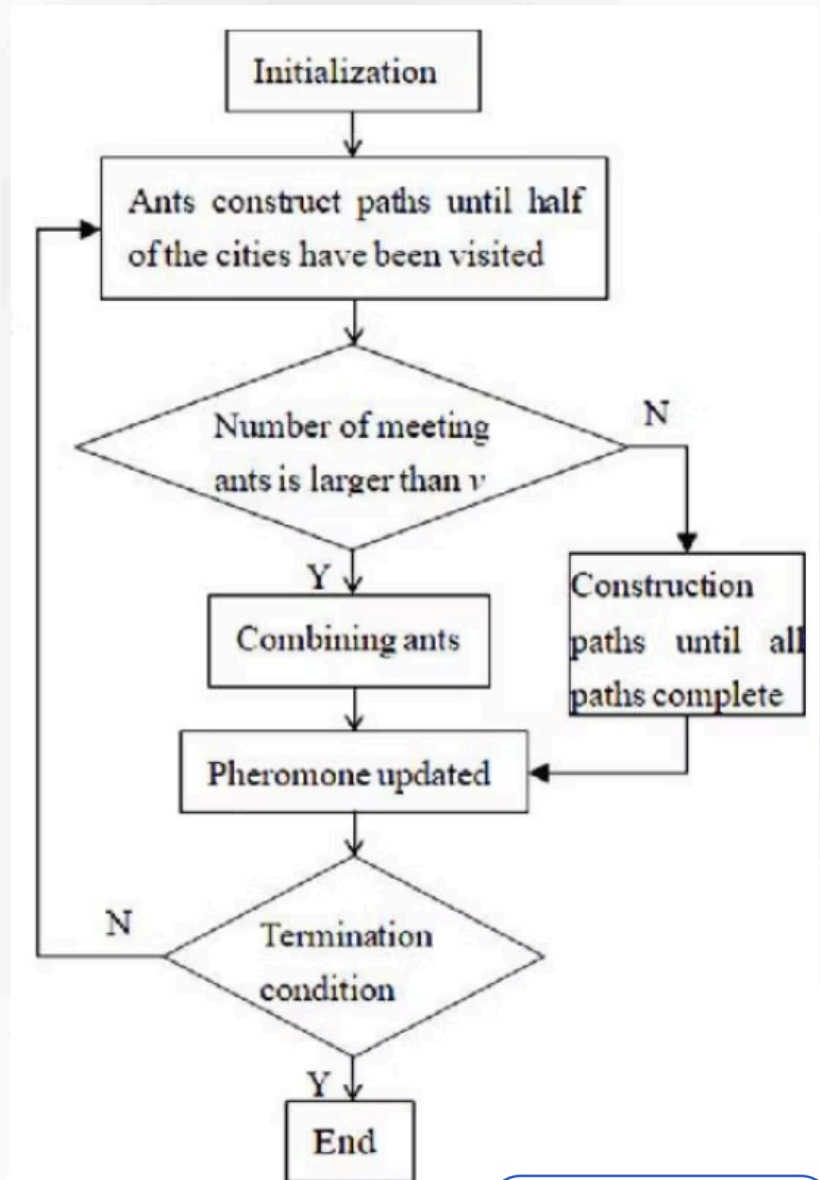 Initialization
Ants construct paths until half
of the cities have been visited
Number of meeting
ants is larger than v
N
Y
Combining ants
Construction
paths until all
paths complete
Pheromone updated
N
Termination
condition
Y
End